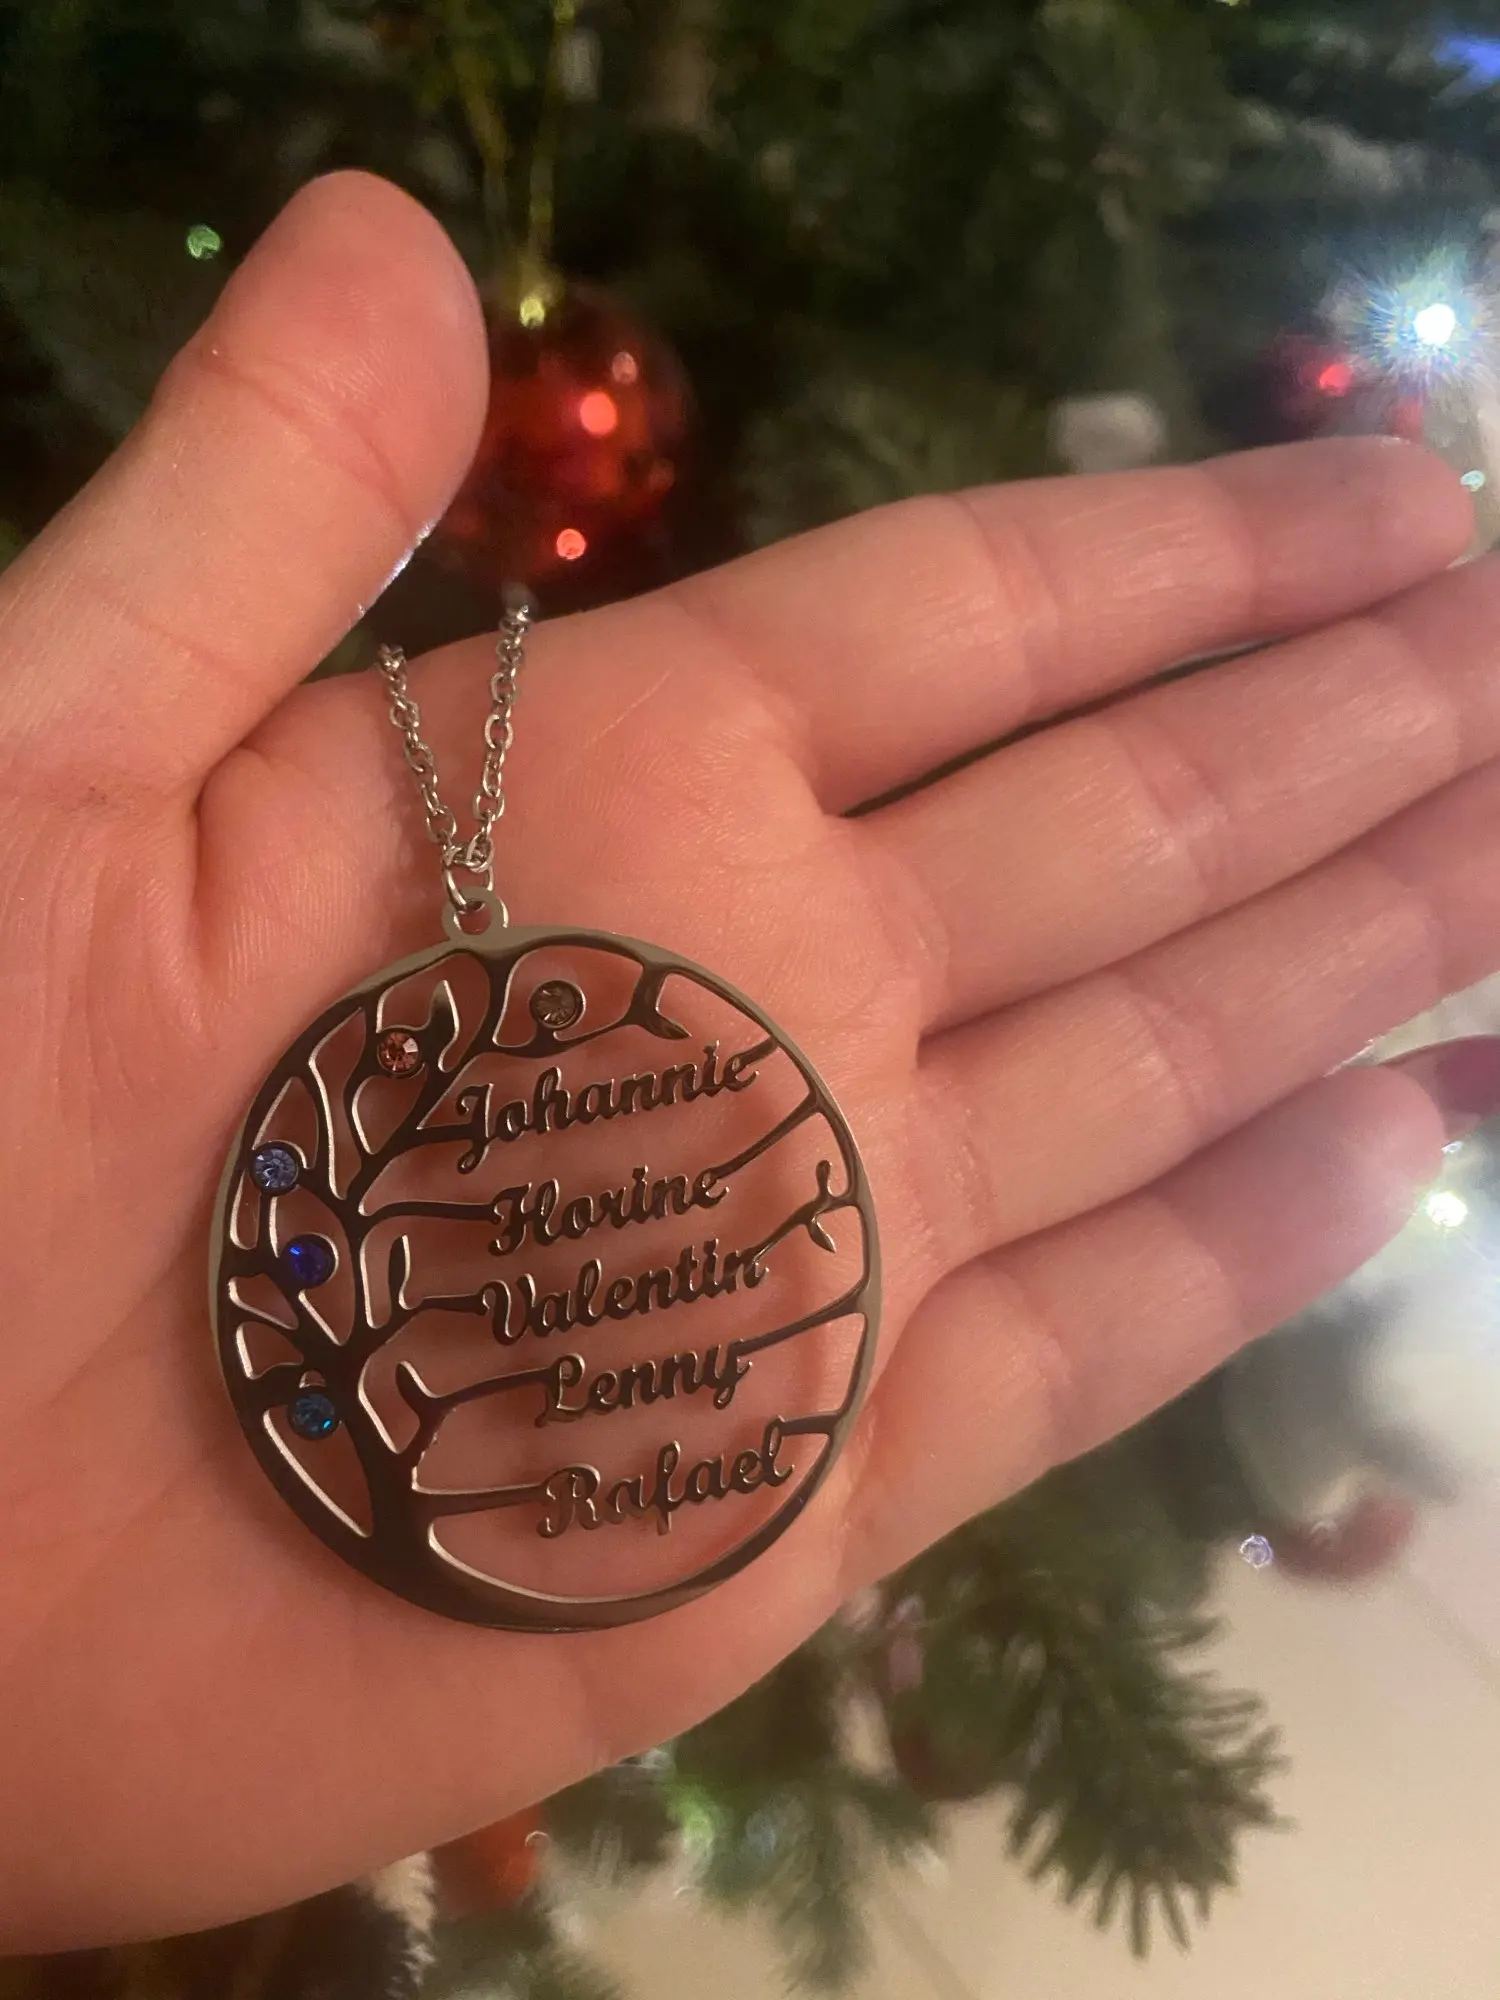 Johannie
Florine
Valentin
Lenny
Rafael